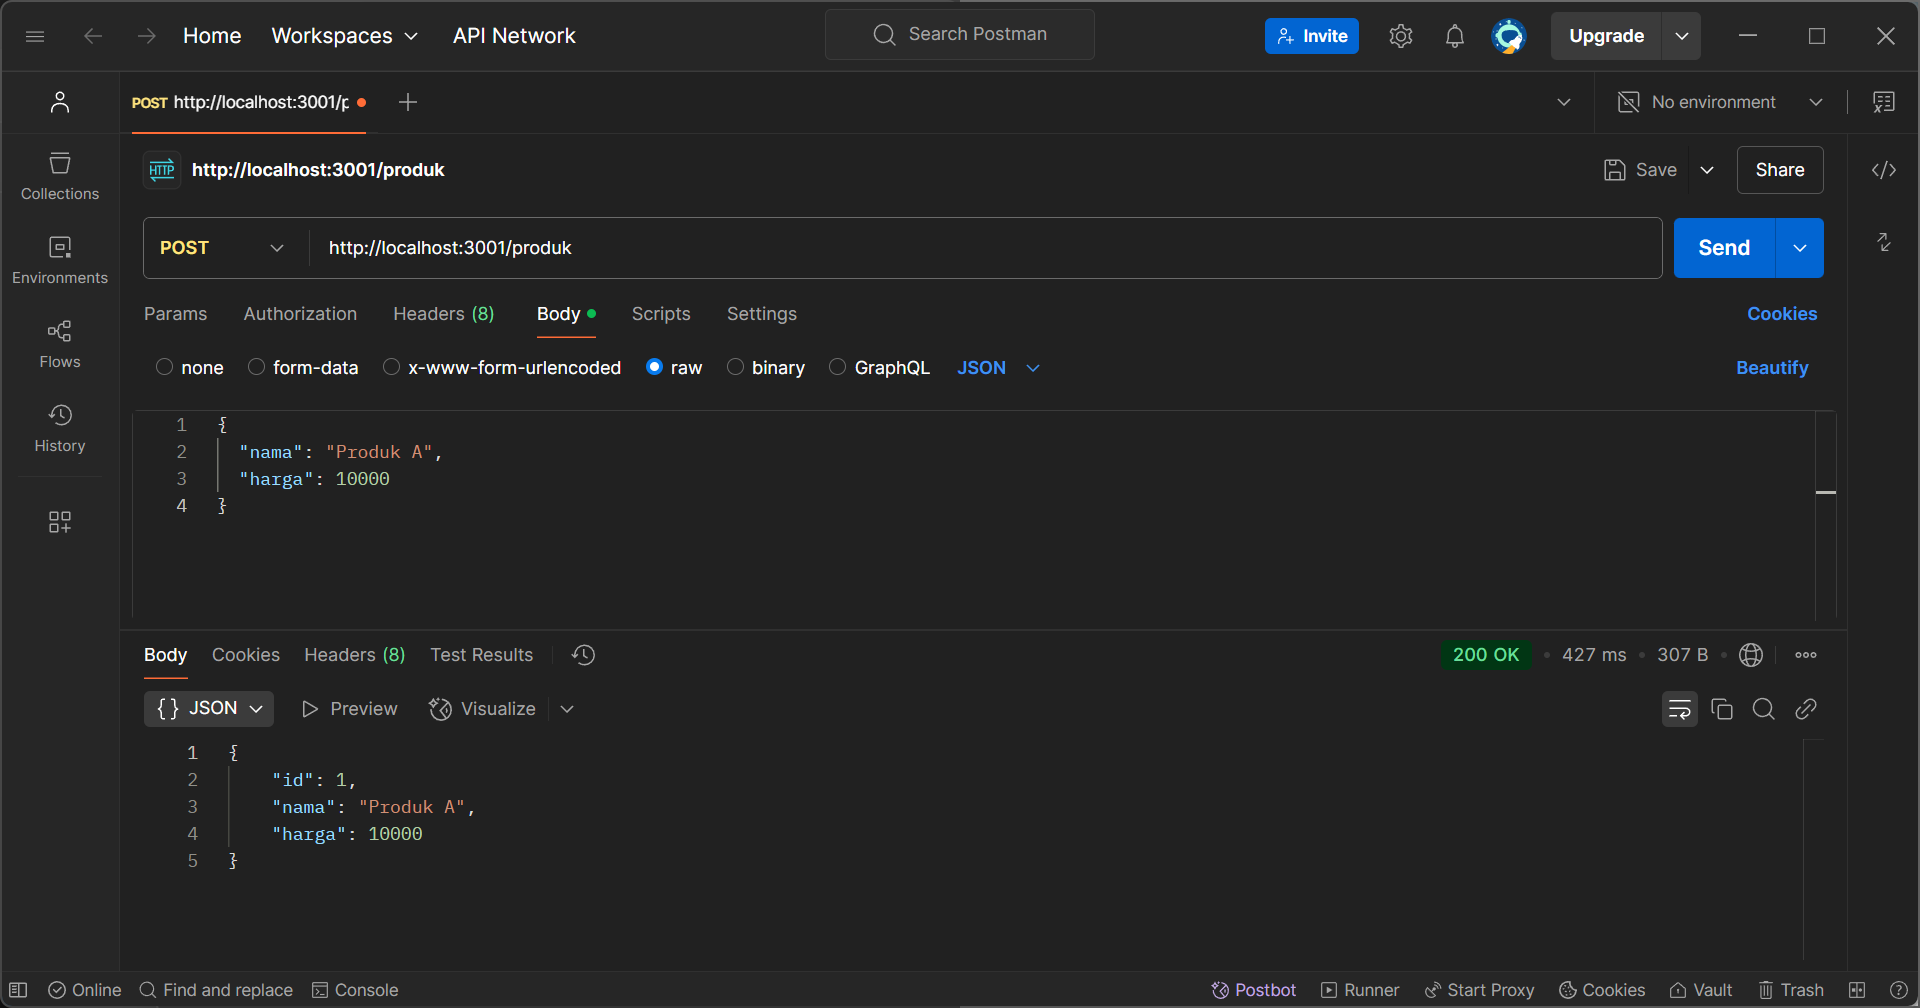 Home Workspaces API Network Search Postman Invite Upgrade
POST http://localhost:3001/p No environment
HTTP http://localhost:3001/produk Save Share
Collections
POST http://localhost:3001/produk Send
Environments
Params Authorization Headers (8) Body Scripts Settings Cookies
Flows
none form-data x-www-form-urlencoded raw binary GraphQL JSON Beautify
History
1 {
2 "nama": "Produk A",
3 "harga": 10000
4 }
Body Cookies Headers (8) Test Results 200 OK • 427 ms • 307 B •
{} JSON Preview Visualize
1 {
2 "id": 1,
3 "nama": "Produk A",
4 "harga": 10000
5 }
Online Find and replace Console Postbot Runner Start Proxy Cookies Vault Trash